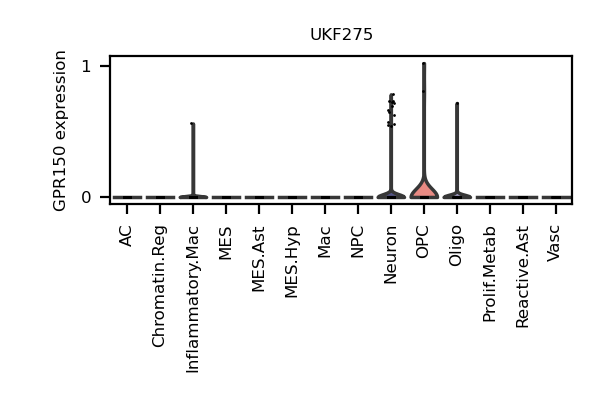 UKF275
GPR150 expression
1
0
AC
Chromatin.Reg
Inflammatory.Mac
MES
MES.Ast
MES.Hyp
Mac
NPC
Neuron
OPC
Oligo
Prolif.Metab
Reactive.Ast
Vasc